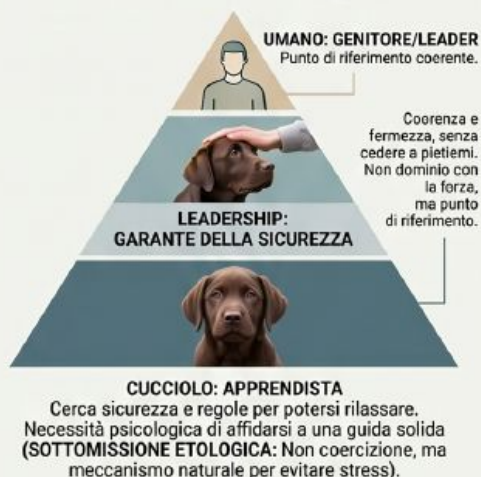 UMANO: GENITORE/LEADER
Punto di riferimento coerente.
Coorenza e
fermezza, senza
cedere a pietiemi.
Non dominio con
la forza,
ma punto
di riferimento.
LEADERSHIP:
GARANTE DELLA SICUREZZA
CUCCIOLO: APPRENDISTA
Cerca sicurezza e regole per potersi rilassare.
Necessità psicologica di affidarsi a una guida solida
(SOTTOMISSIONE ETOLOGICA: Non coercizione, ma
meccanismo naturale per evitare stress).